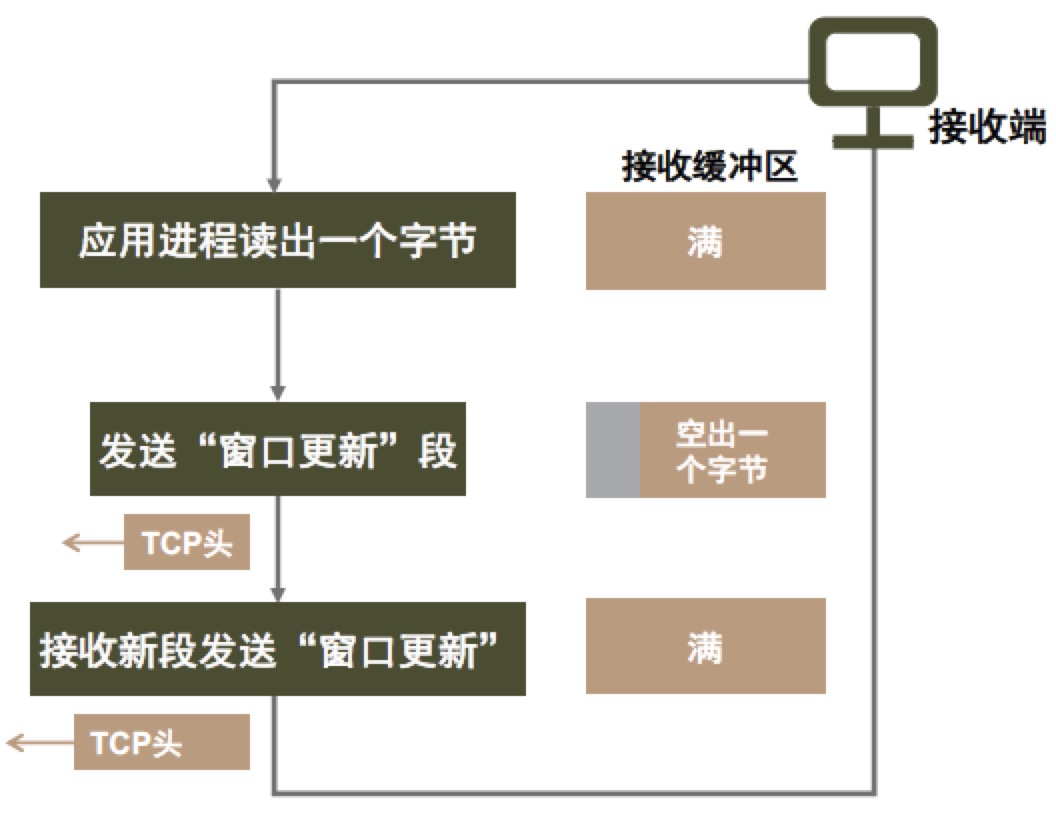 接收端
接收缓冲区
应用进程读出一个字节
满
发送“窗口更新”段
空出一
个字节
TCP头
接收新段发送“窗口更新”
满
TCP头